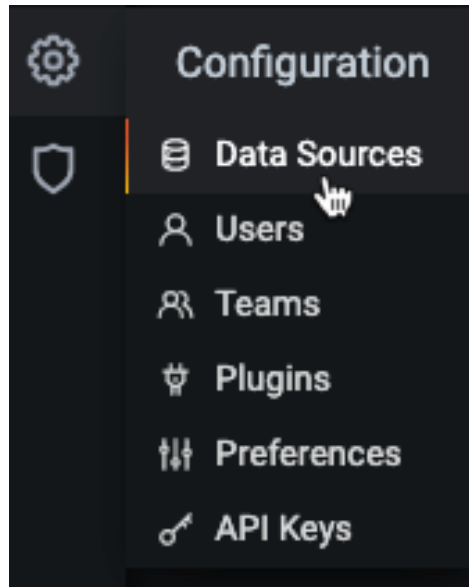 Configuration
Data Sources
Users
Teams
Plugins
Preferences
API Keys